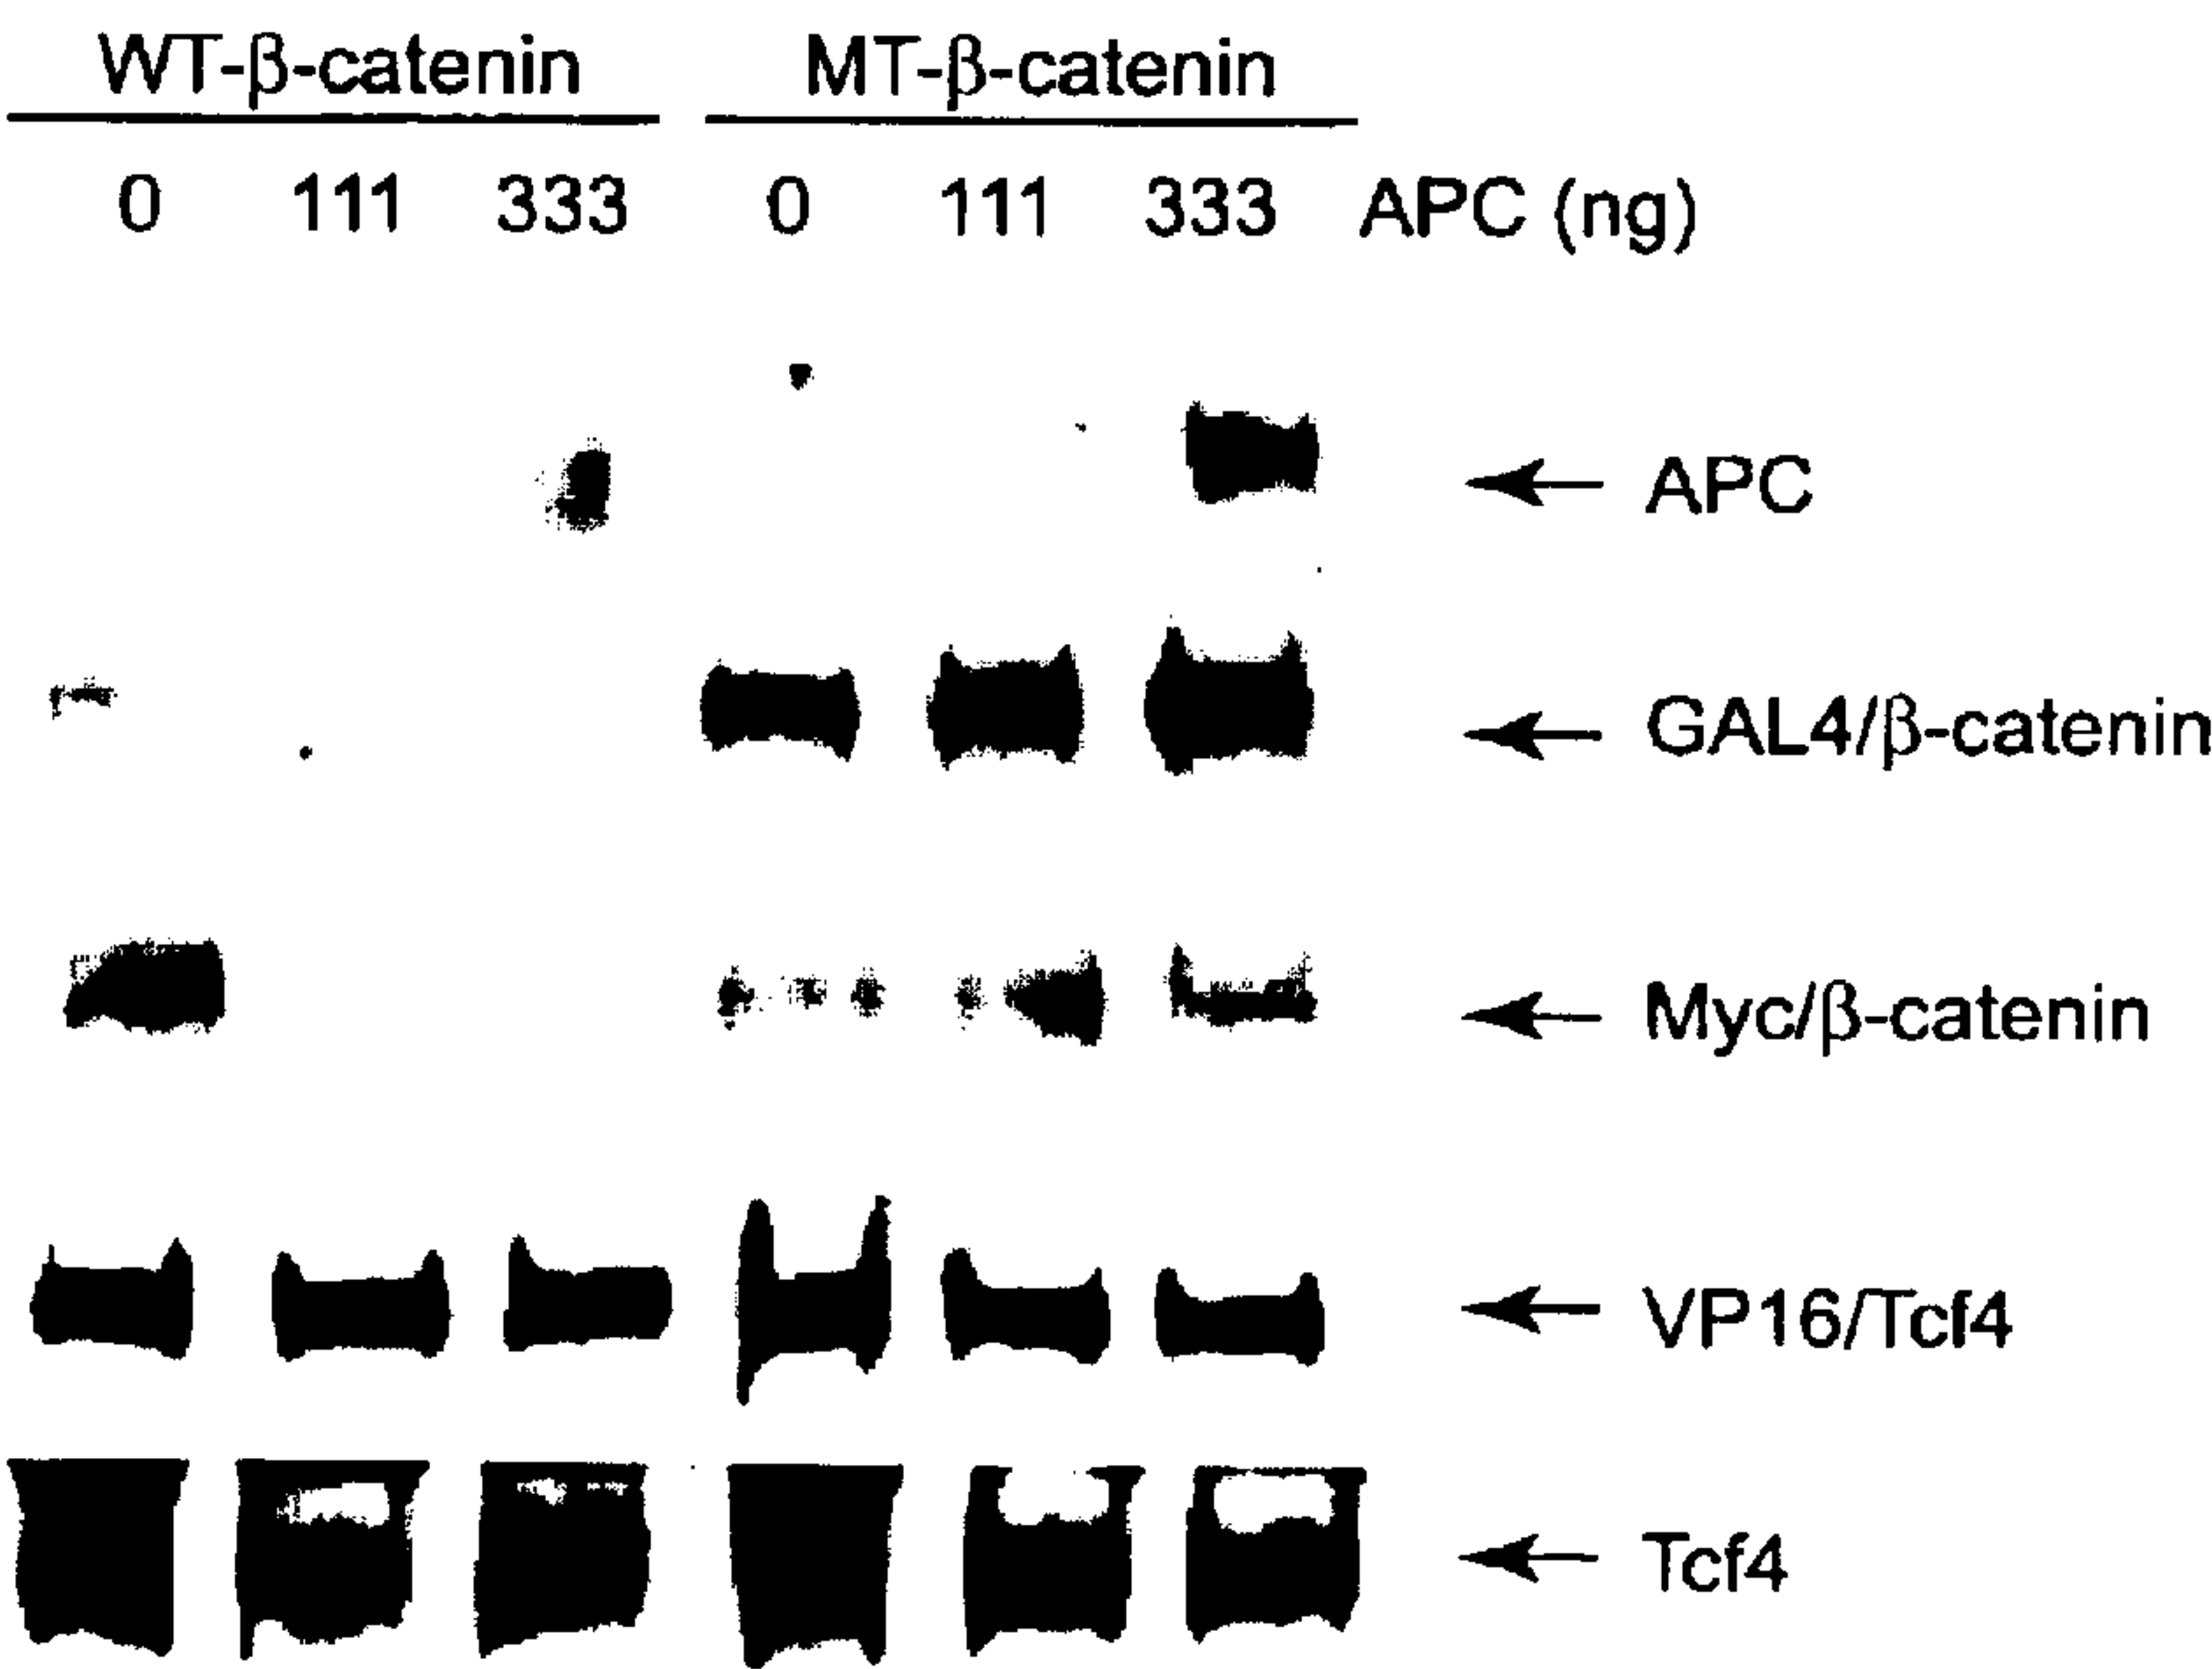 WT-β-catenin MT-β-catenin
0 111 333 0 111 333 APC (ng)
APC
GAL4/β-catenin
Myc/β-catenin
VP16/Tcf4
Tcf4